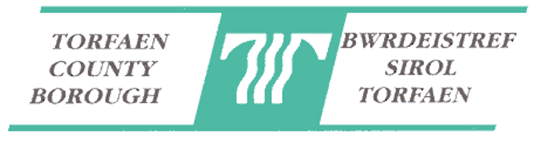 TORFAEN
COUNTY
BOROUGH
BWRDEISTREF
SIROL
TORFAEN